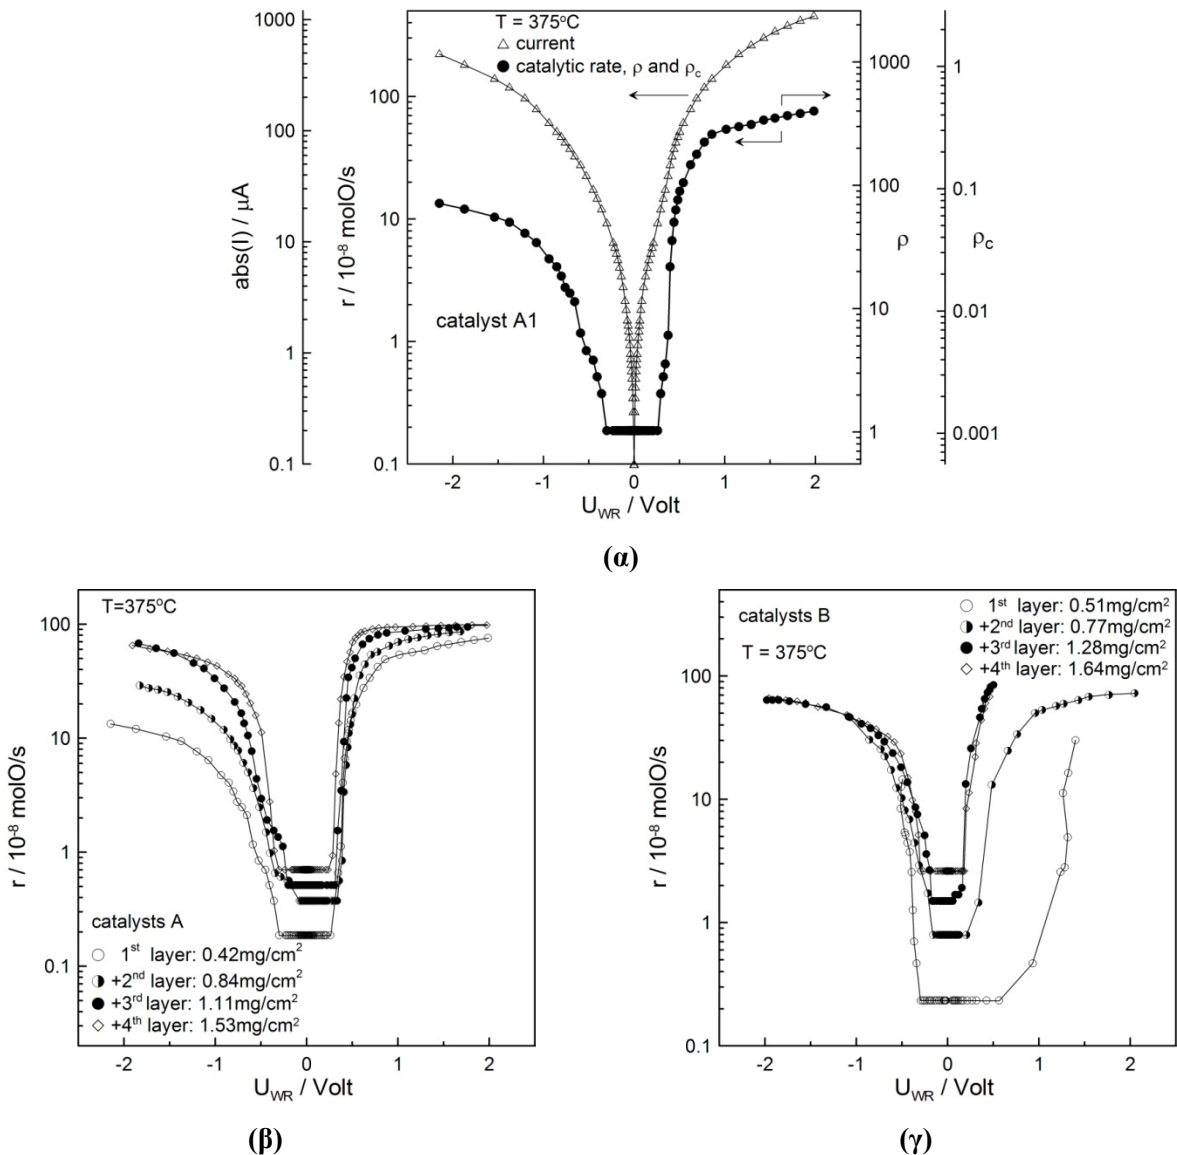 T = 375°C
△ current
● catalytic rate, ρ and ρc
1000
100
10
1
0.1
abs(I) / μA
100
10
1
0.1
r / 10⁻⁸ molO/s
1000
100
10
1
ρ
1
0.1
0.01
0.001
ρc
catalyst A1
-2 -1 0 1 2
UWR / Volt
(α)
T=375°C
100
10
1
0.1
r / 10⁻⁸ molO/s
catalysts A
1st layer: 0.42mg/cm²
+2nd layer: 0.84mg/cm²
+3rd layer: 1.11mg/cm²
+4th layer: 1.53mg/cm²
-2 -1 0 1 2
UWR / Volt
(β)
catalysts B
T = 375°C
1st layer: 0.51mg/cm²
+2nd layer: 0.77mg/cm²
+3rd layer: 1.28mg/cm²
+4th layer: 1.64mg/cm²
100
10
1
0.1
r / 10⁻⁸ molO/s
-2 -1 0 1 2
UWR / Volt
(γ)